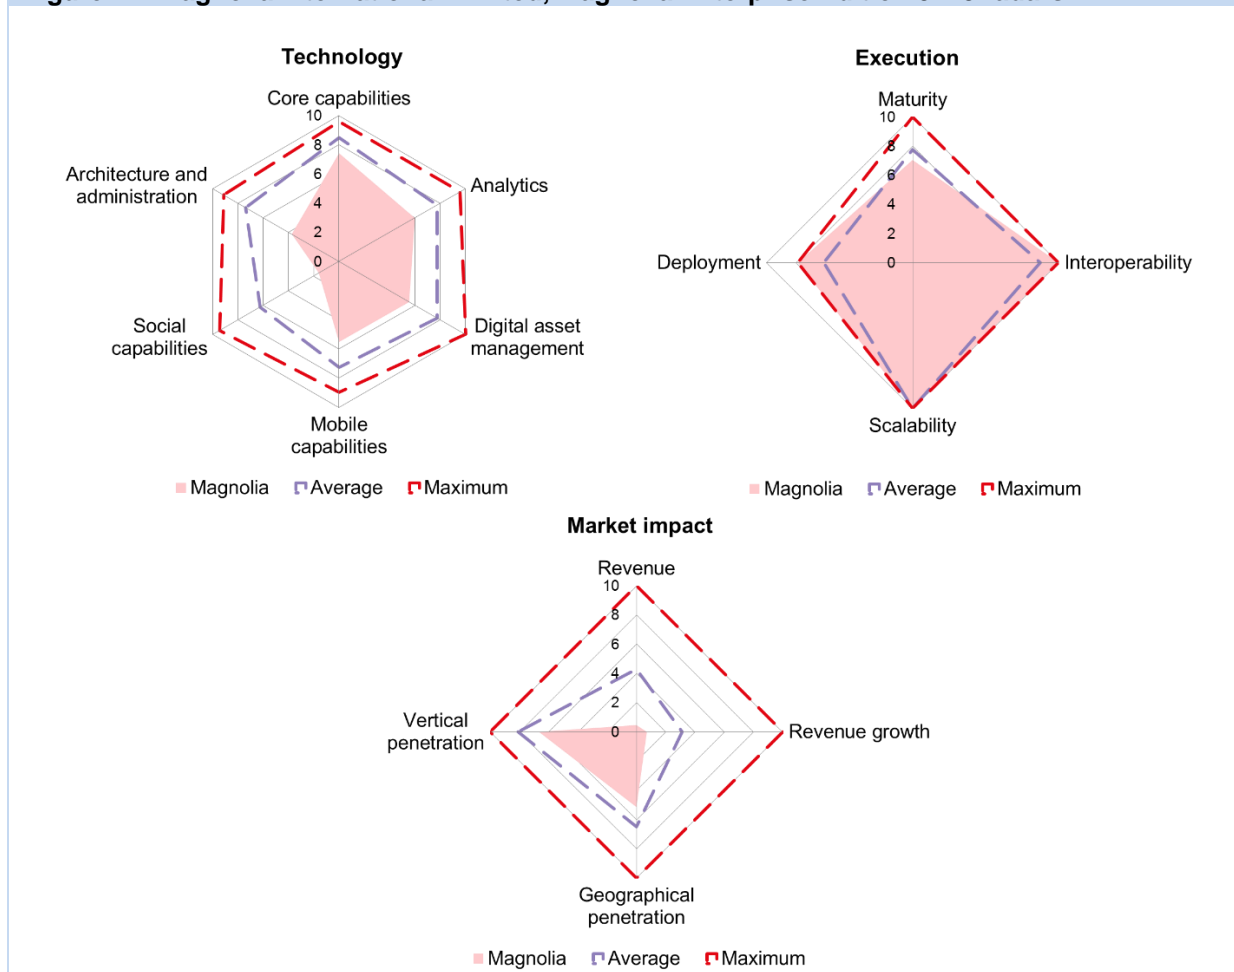 Technology
Core capabilities
10
8
6
4
2
0
Architecture and
administration
Analytics
Social
capabilities
Digital asset
management
Mobile
capabilities
Magnolia Average Maximum
Execution
Maturity
10
8
6
4
2
0
Deployment
Interoperability
Scalability
Magnolia Average Maximum
Market impact
Revenue
10
8
6
4
2
0
Vertical
penetration
Revenue growth
Geographical
penetration
Magnolia Average Maximum